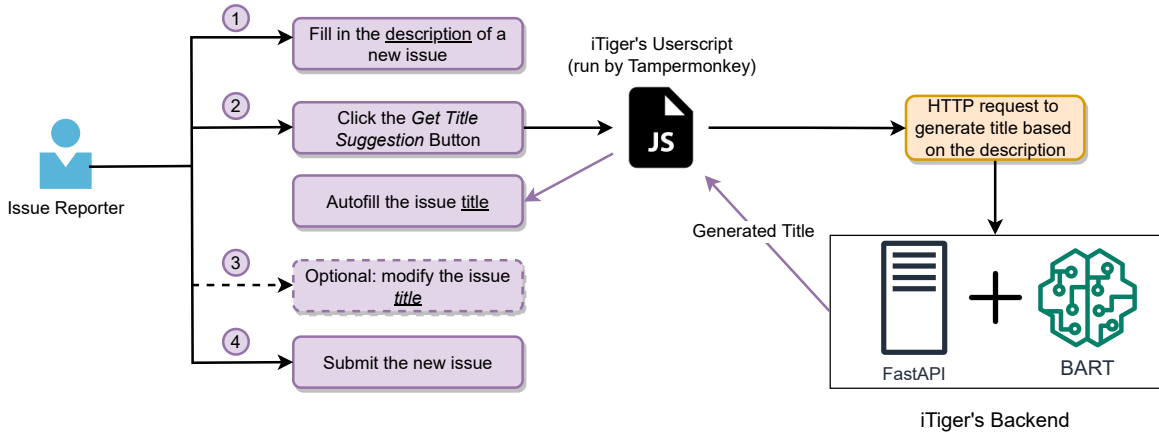 1
Fill in the description of a
new issue
iTiger's Userscript
(run by Tampermonkey)
JS
2
Click the Get Title
Suggestion Button
HTTP request to
generate title based
on the description
Issue Reporter
Autofill the issue title
Generated Title
3
Optional: modify the issue
title
4
Submit the new issue
FastAPI
BART
iTiger's Backend